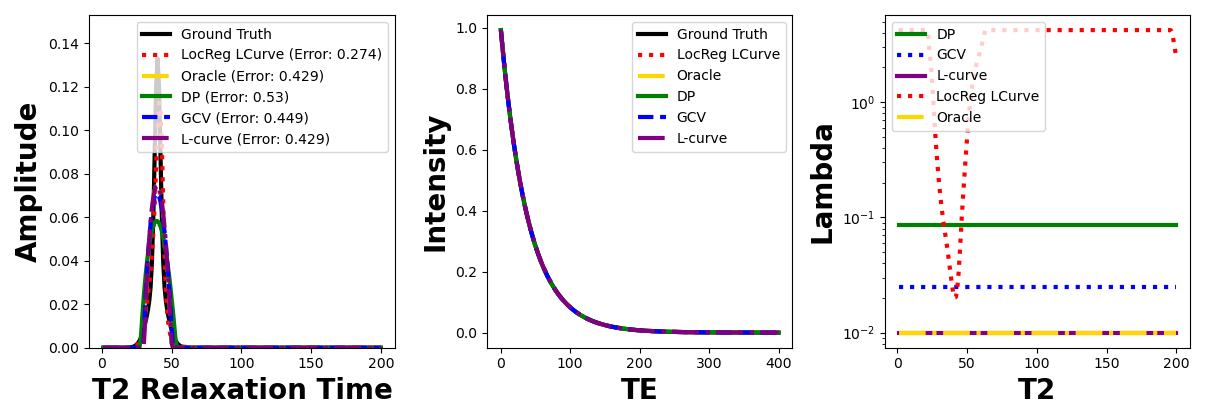 Amplitude
0.14
0.12
0.10
0.08
0.06
0.04
0.02
0.00
Ground Truth
LocReg LCurve (Error: 0.274)
Oracle (Error: 0.429)
DP (Error: 0.53)
GCV (Error: 0.449)
L-curve (Error: 0.429)
0 50 100 150 200
T2 Relaxation Time
Intensity
1.0
0.8
0.6
0.4
0.2
0.0
Ground Truth
LocReg LCurve
Oracle
DP
GCV
L-curve
0 100 200 300 400
TE
Lambda
10⁰
10⁻¹
10⁻²
DP
GCV
L-curve
LocReg LCurve
Oracle
0 50 100 150 200
T2